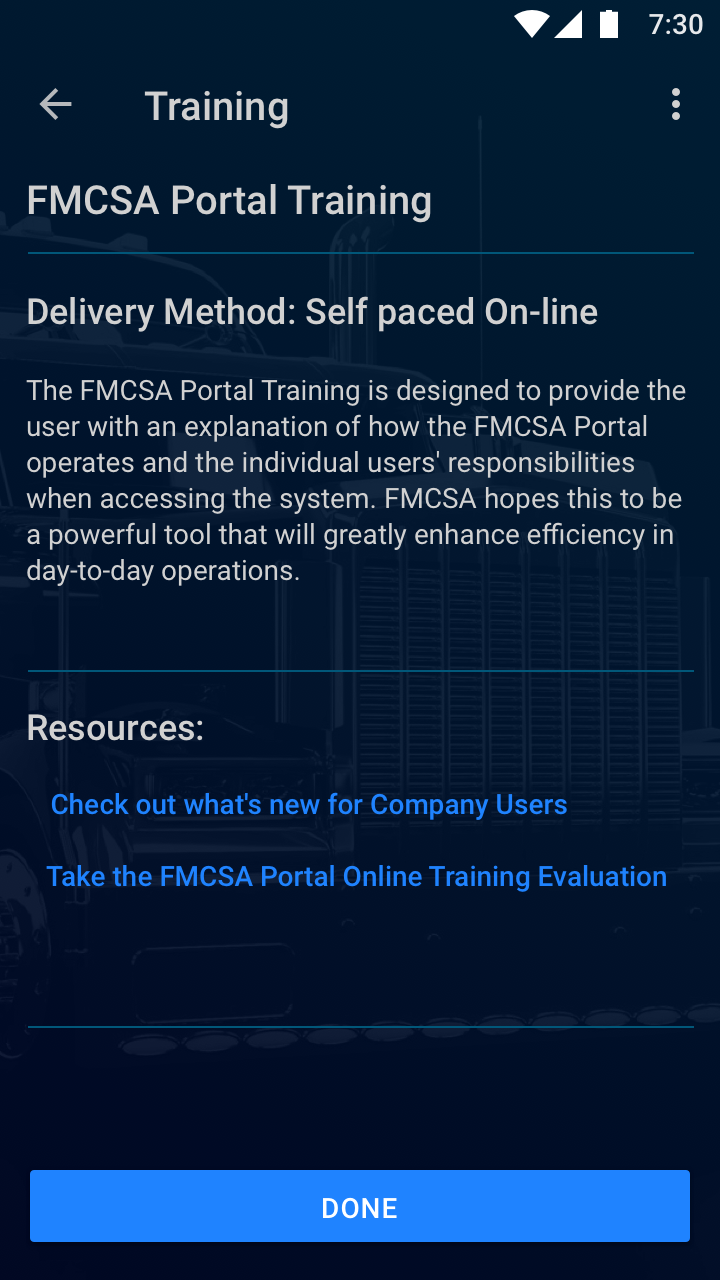 7:30
Training
FMCSA Portal Training
Delivery Method: Self paced On-line
The FMCSA Portal Training is designed to provide the
user with an explanation of how the FMCSA Portal
operates and the individual users' responsibilities
when accessing the system. FMCSA hopes this to be
a powerful tool that will greatly enhance efficiency in
day-to-day operations.
Resources:
Check out what's new for Company Users
Take the FMCSA Portal Online Training Evaluation
DONE